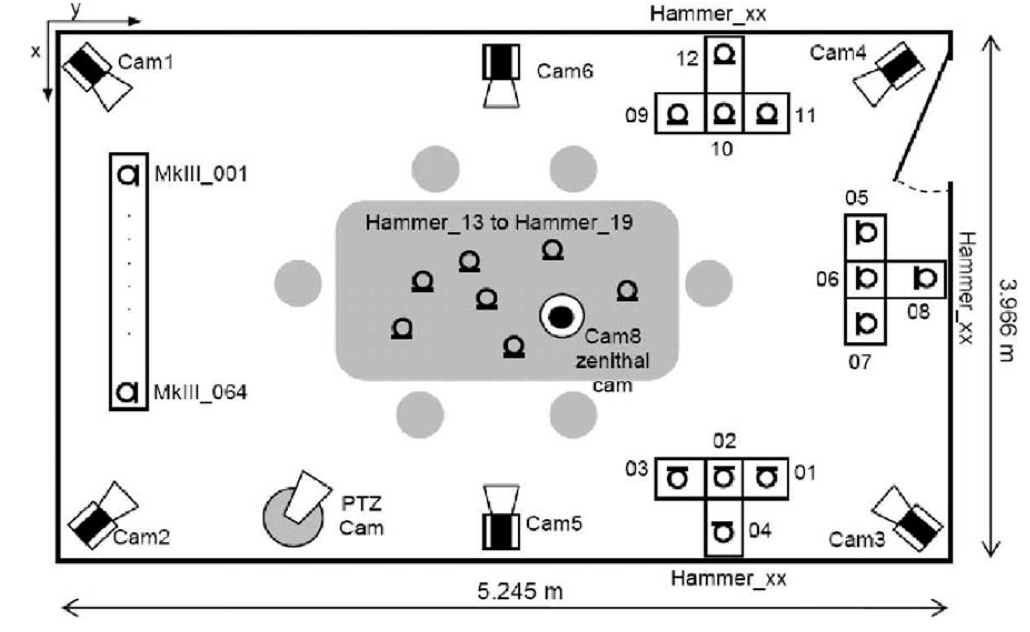 y
Hammer_xx
x
Cam1
Cam6
12
Cam4
09
11
10
MkIII_001
05
Hammer_13 to Hammer_19
06
Hammer_xx
08
3.966 m
Cam8
zenithal
cam
07
MkIII_064
02
03
01
PTZ
Cam
Cam5
04
Cam2
Cam3
Hammer_xx
5.245 m